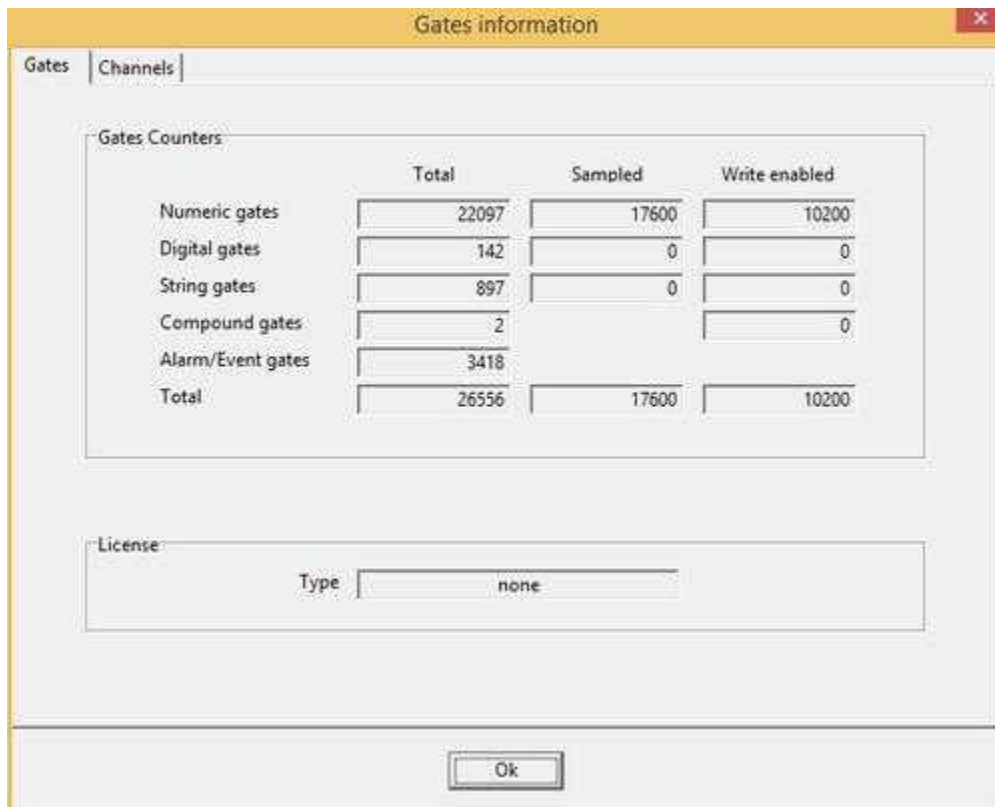 Gates information
Gates Channels
Gates Counters
Total Sampled Write enabled
Numeric gates 22097 17600 10200
Digital gates 142 0 0
String gates 897 0 0
Compound gates 2 0
Alarm/Event gates 3418
Total 26556 17600 10200
License
Type none
Ok